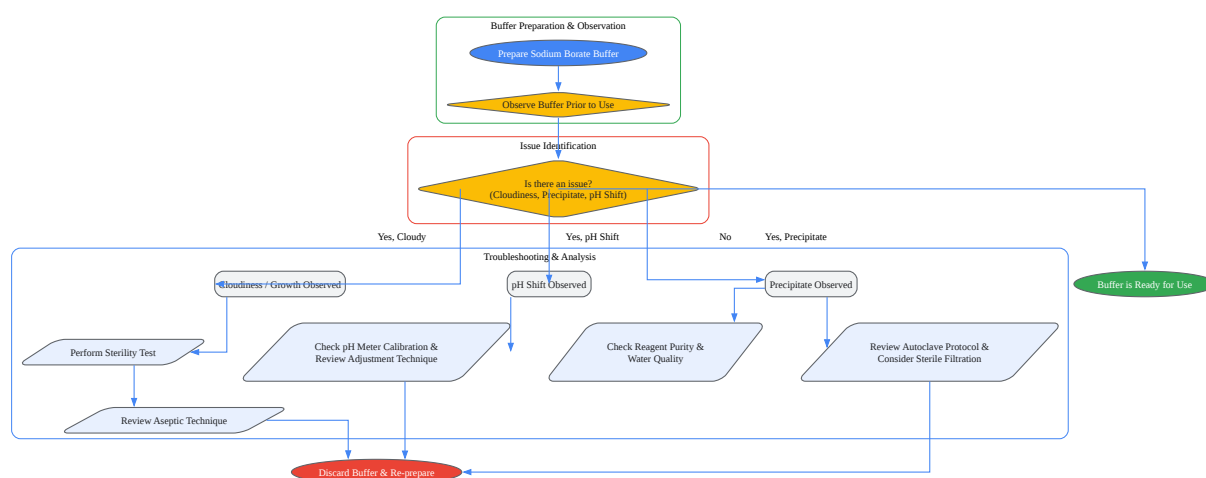 Buffer Preparation & Observation
Prepare Sodium Borate Buffer
Observe Buffer Prior to Use
Issue Identification
Is there an issue?
(Cloudiness, Precipitate, pH Shift)
Yes, Cloudy
Yes, pH Shift
No
Yes, Precipitate
Troubleshooting & Analysis
Cloudiness / Growth Observed
pH Shift Observed
Precipitate Observed
Buffer is Ready for Use
Perform Sterility Test
Check pH Meter Calibration &
Review Adjustment Technique
Check Reagent Purity &
Water Quality
Review Autoclave Protocol &
Consider Sterile Filtration
Review Aseptic Technique
Discard Buffer & Re-prepare